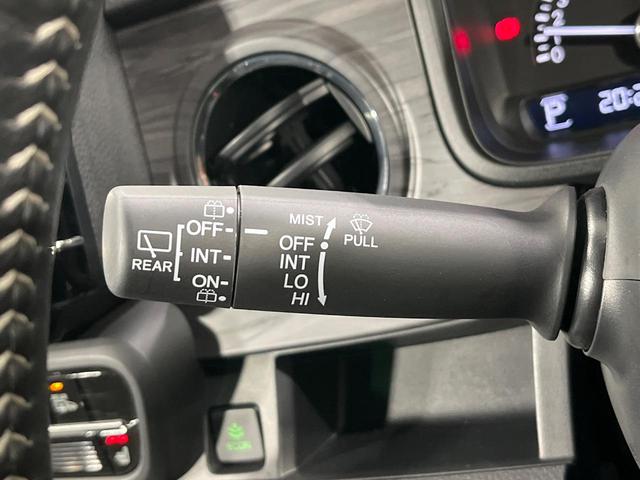 OFF
INT
ON
REAR
MIST
PULL
OFF
INT
LO
HI